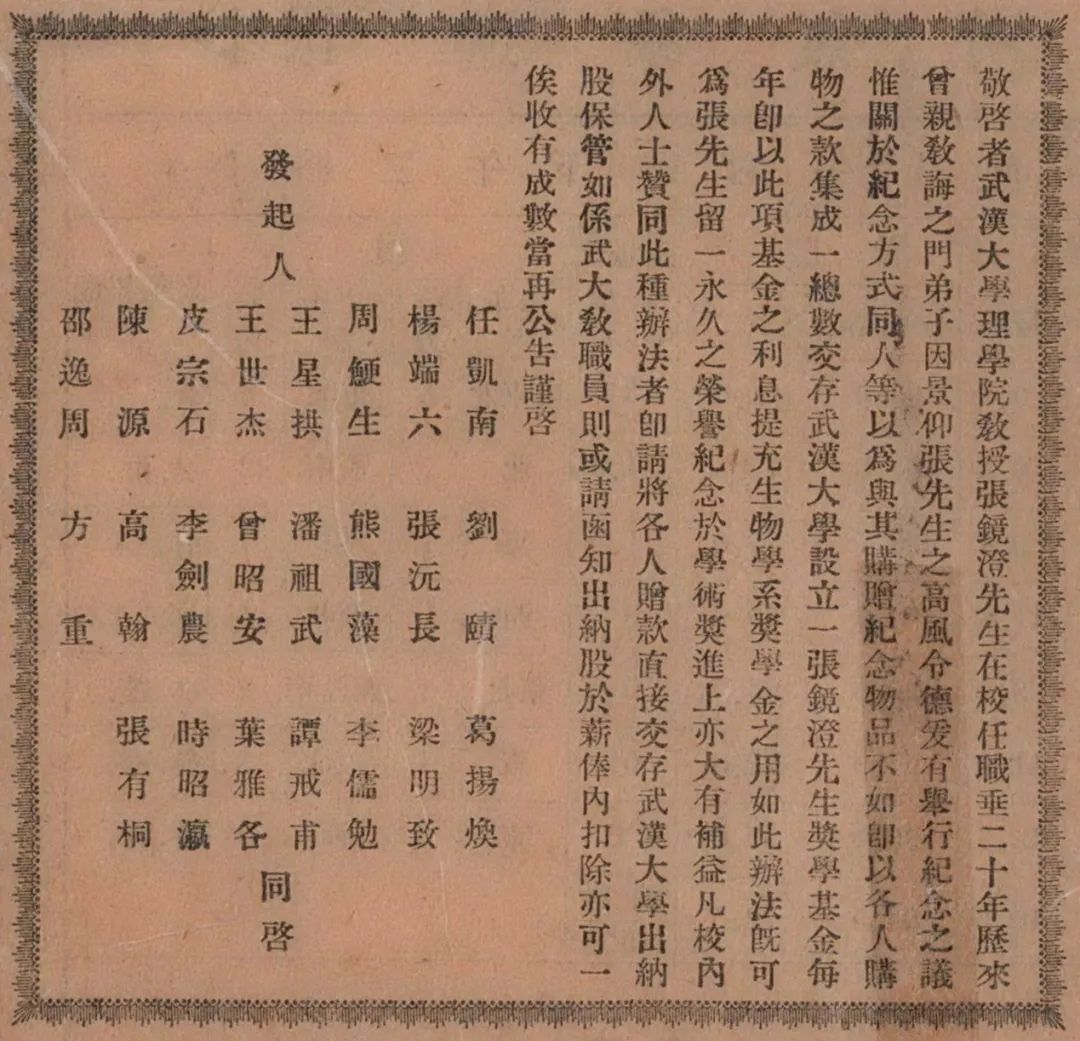 敬啓者武漢大學理學院敎授張鏡澄先生在校任職垂二十年歷來
曾親敎誨之門弟子因景仰張先生之高風令德爰有舉行紀念之議
惟關於紀念方式同人等以爲與其購贈紀念物品不如卽以各人購
物之款集成一總數交存武漢大學設立一張鏡澄先生獎學基金每
年卽以此項基金之利息提充生物學系獎學金之用如此辦法旣可
爲張先生留一永久之榮譽紀念於學術獎進上亦大有補益凡校內
外人士贊同此種辦法者卽請將各人贈款直接交存武漢大學出納
股保管如係武大敎職員則或請函知出納股於薪俸內扣除亦可一
俟收有成數當再公告謹啓
發起人
任凱南 劉賾 葛揚煥
楊端六 張沅長 梁明致
周鯁生 熊國藻 李儒勉
王星拱 潘祖武 譚戒甫
王世杰 曾昭安 葉雅各
皮宗石 李劍農 時昭瀛
陳源 高翰 張有桐
邵逸周 方重
同啓